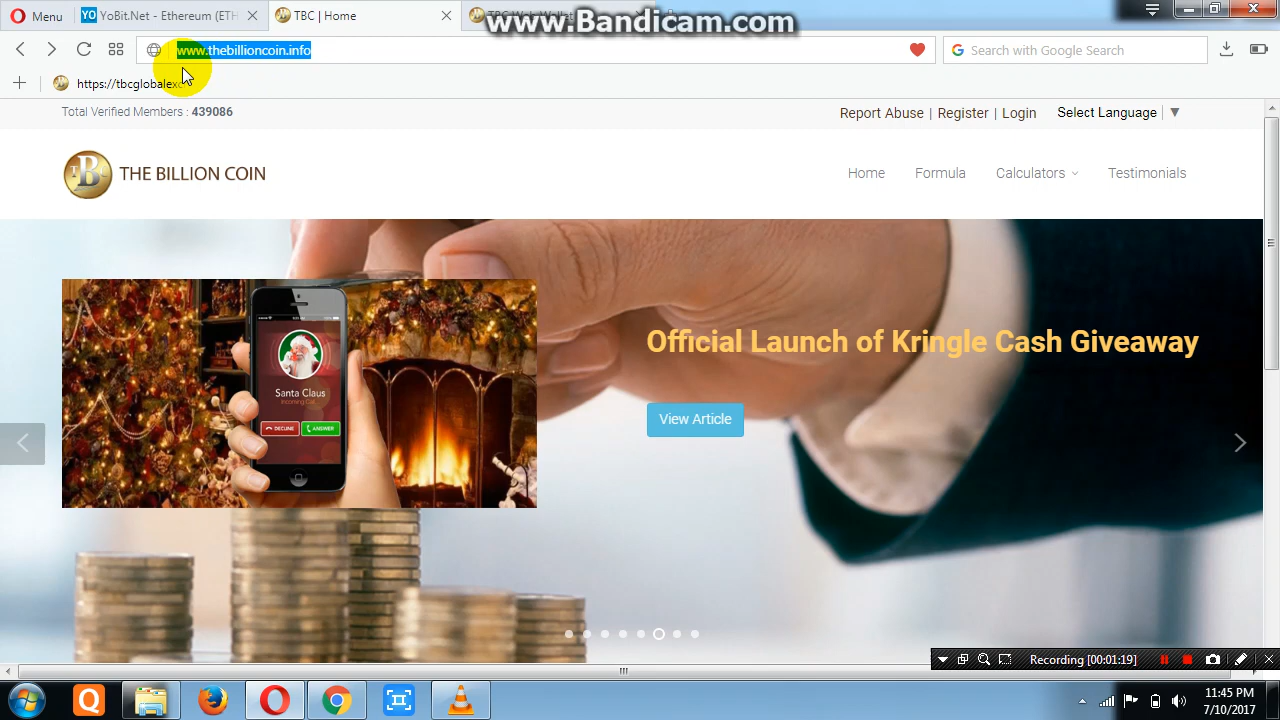 Menu
YoBit.Net - Ethereum (ETH
TBC | Home
www.Bandicam.com
www.thebillioncoin.info
Search with Google Search
https://tbcglobalexc
Total Verified Members : 439086
Report Abuse | Register | Login
Select Language ▼
THE BILLION COIN
Home
Formula
Calculators
Testimonials
Santa Claus
DECLINE
ANSWER
Official Launch of Kringle Cash Giveaway
View Article
Recording [00:01:19]
11:45 PM
7/10/2017